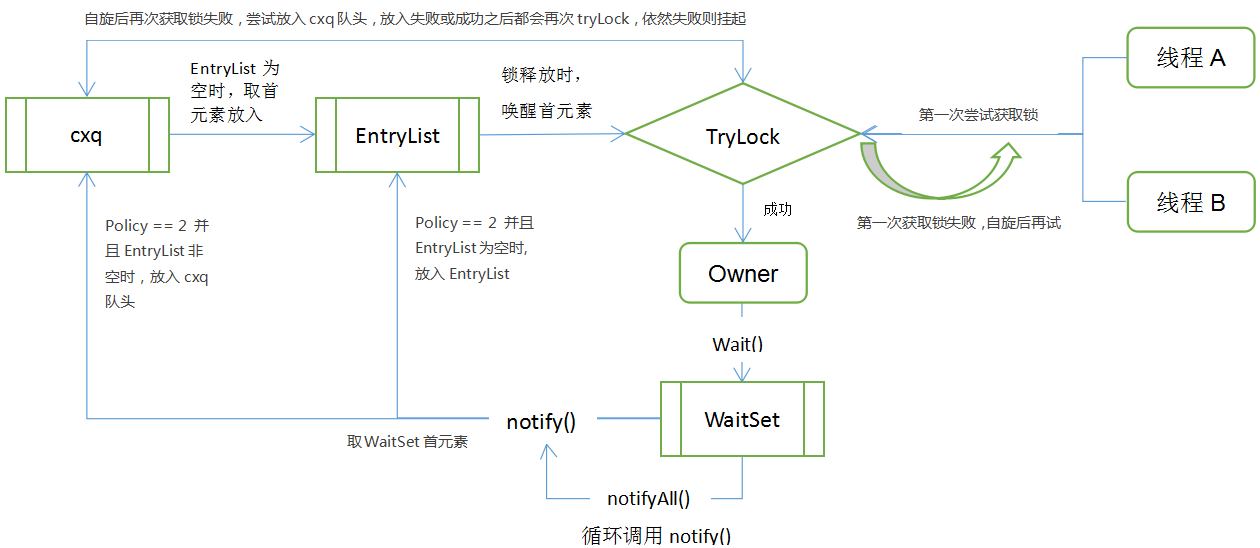 自旋后再次获取锁失败，尝试放入 cxq 队头，放入失败或成功之后都会再次 tryLock，依然失败则挂起
线程 A
EntryList 为
空时，取首
元素放入
锁释放时，
唤醒首元素
第一次尝试获取锁
cxq
EntryList
TryLock
线程 B
第一次获取锁失败，自旋后再试
成功
Policy == 2 并
且 EntryList 非
空时，放入 cxq
队头
Policy == 2 并且
EntryList 为空时,
放入 EntryList
Owner
Wait()
WaitSet
notify()
取 WaitSet 首元素
notifyAll()
循环调用 notify()